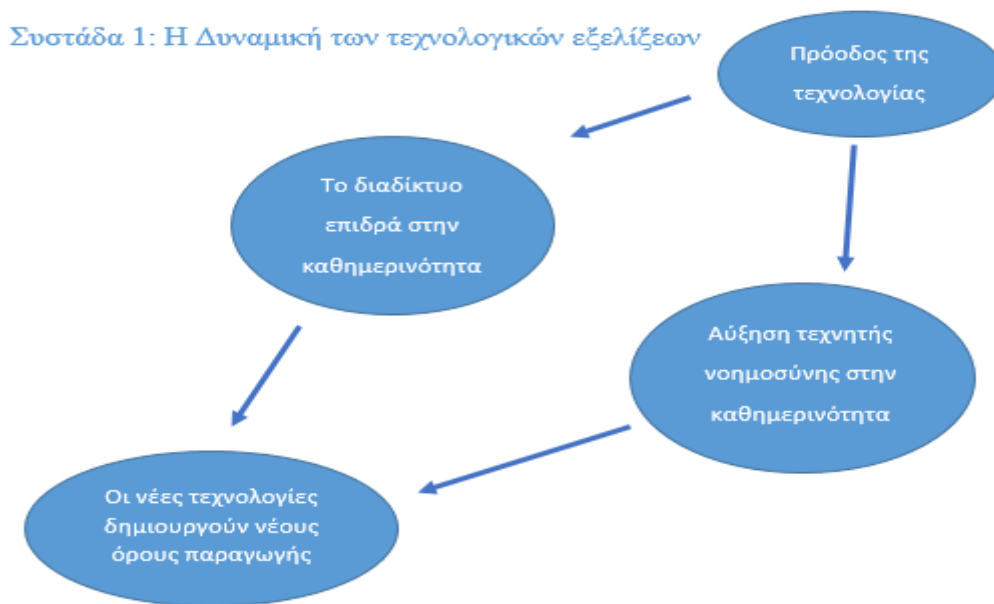 Συστάδα 1: Η Δυναμική των τεχνολογικών εξελίξεων
Πρόοδος της
τεχνολογίας
Το διαδίκτυο
επιδρά στην
καθημερινότητα
Αύξηση τεχνητής
νοημοσύνης στην
καθημερινότητα
Οι νέες τεχνολογίες
δημιουργούν νέους
όρους παραγωγής